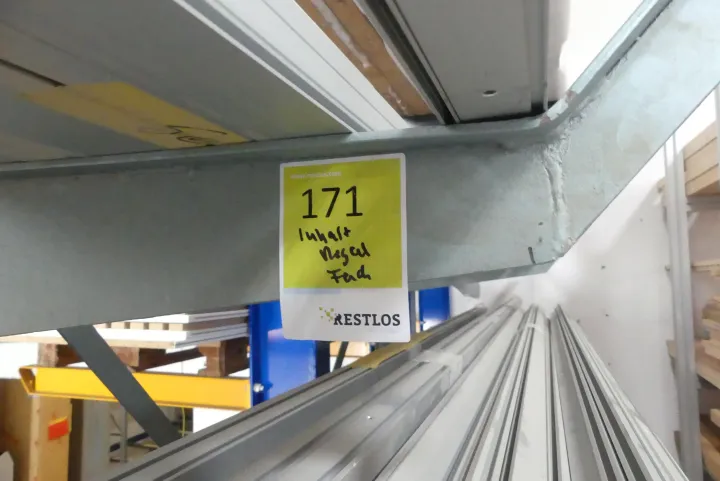 171
Inhalt
Regal
Fach
RESTLOS